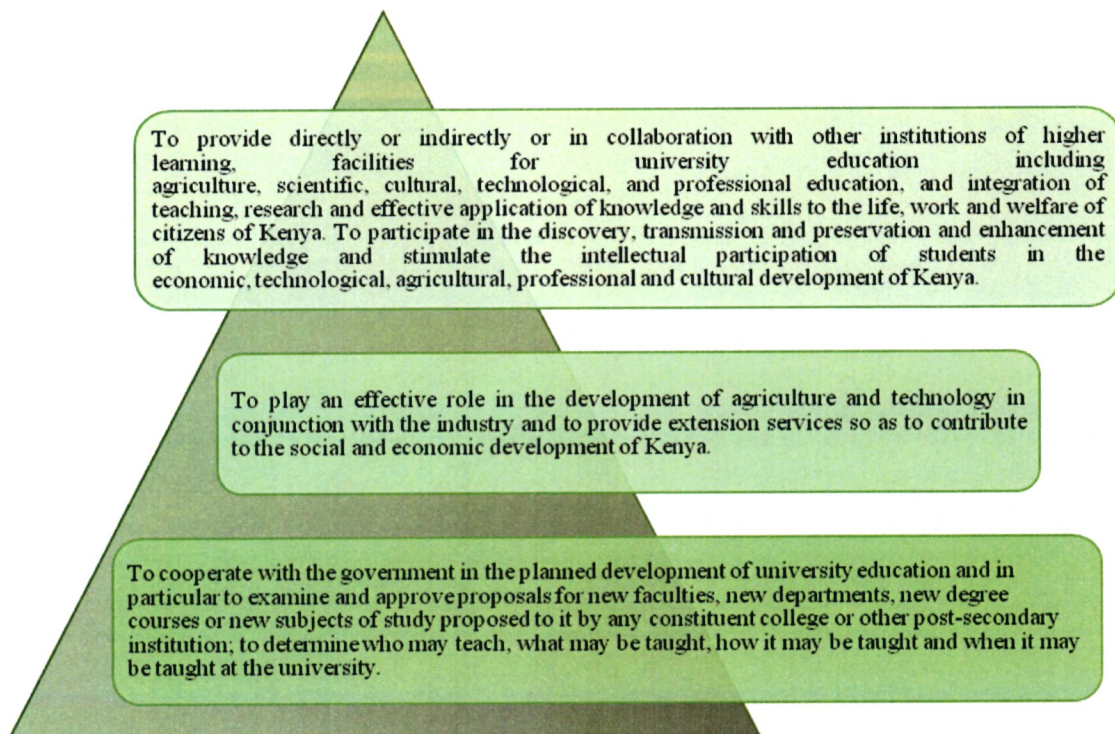 To provide directly or indirectly or in collaboration with other institutions of higher
learning, facilities for university education including
agriculture, scientific, cultural, technological, and professional education, and integration of
teaching, research and effective application of knowledge and skills to the life, work and welfare of
citizens of Kenya. To participate in the discovery, transmission and preservation and enhancement
of knowledge and stimulate the intellectual participation of students in the
economic, technological, agricultural, professional and cultural development of Kenya.
To play an effective role in the development of agriculture and technology in
conjunction with the industry and to provide extension services so as to contribute
to the social and economic development of Kenya.
To cooperate with the government in the planned development of university education and in
particular to examine and approve proposals for new faculties, new departments, new degree
courses or new subjects of study proposed to it by any constituent college or other post-secondary
institution; to determine who may teach, what may be taught, how it may be taught and when it may
be taught at the university.